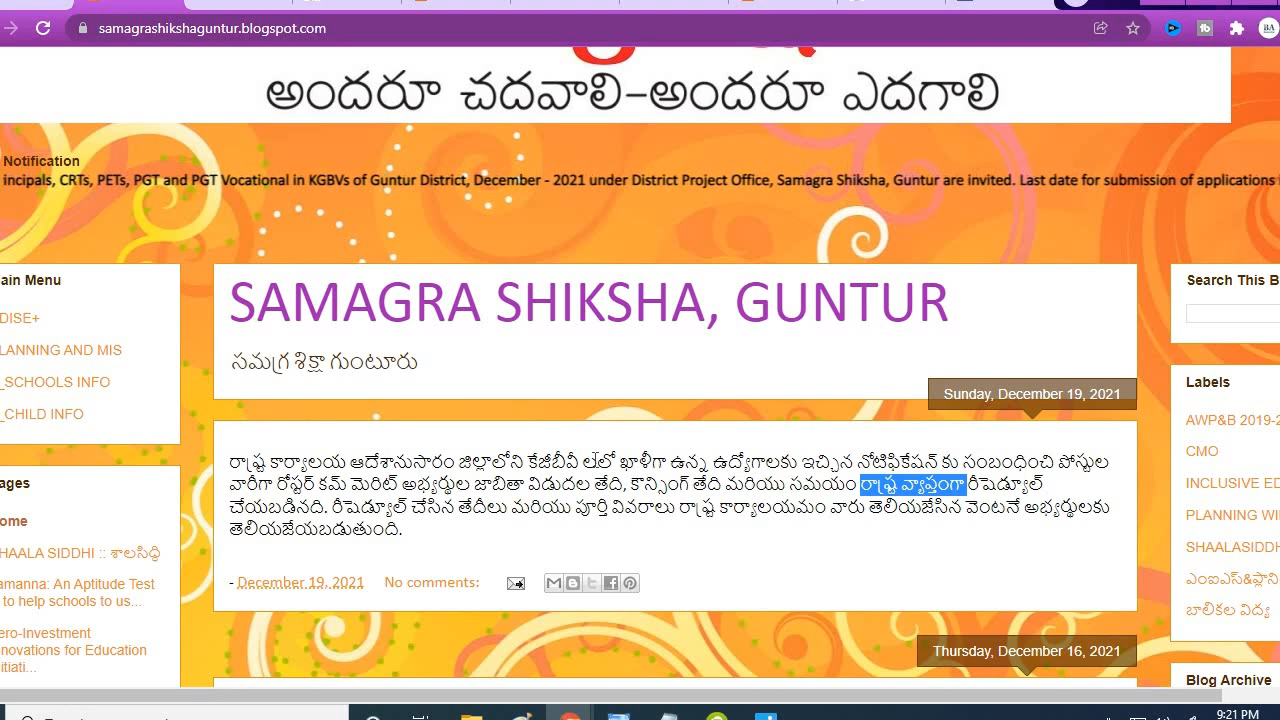 samagrashikshaguntur.blogspot.com
అందరూ చదవాలి-అందరూ ఎదగాలి
Notification
incipals, CRTs, PETs, PGT and PGT Vocational in KGBVs of Guntur District, December - 2021 under District Project Office, Samagra Shiksha, Guntur are invited. Last date for submission of applications i
ain Menu
DISE+
LANNING AND MIS
_SCHOOLS INFO
_CHILD INFO
ages
ome
HAALA SIDDHI :: శాలసిద్ధి
amanna: An Aptitude Test
to help schools to us...
ero-Investment
nnovations for Education
nitiati...
SAMAGRA SHIKSHA, GUNTUR
సమగ్ర శిక్షా గుంటూరు
Sunday, December 19, 2021
రాష్ట్ర కార్యాలయ ఆదేశానుసారం జిల్లాలోని కేజీబీవీ లలో ఖాళీగా ఉన్న ఉద్యోగాలకు ఇచ్చిన నోటిఫికేషన్ కు సంబంధించి పోస్టుల
వారీగా రోస్టర్ కమ్ మెరిట్ అభ్యర్థుల జాబితా విడుదల తేది, కౌన్సింగ్ తేది మరియు సమయం రాష్ట్ర వ్యాప్తంగా రీషెడ్యూల్
చేయబడినది. రీషెడ్యూల్ చేసిన తేదీలు మరియు పూర్తి వివరాలు రాష్ట్ర కార్యాలయమం వారు తెలియజేసిన వెంటనే అభ్యర్థులకు
తెలియజేయబడుతుంది.
- December 19, 2021 No comments:
Thursday, December 16, 2021
Search This B
Labels
AWP&B 2019-2
CMO
INCLUSIVE ED
PLANNING WI
SHAALASIDDH
ఎంఐఎస్&ప్లాని
బాలికల విద్య
Blog Archive
9:21 PM